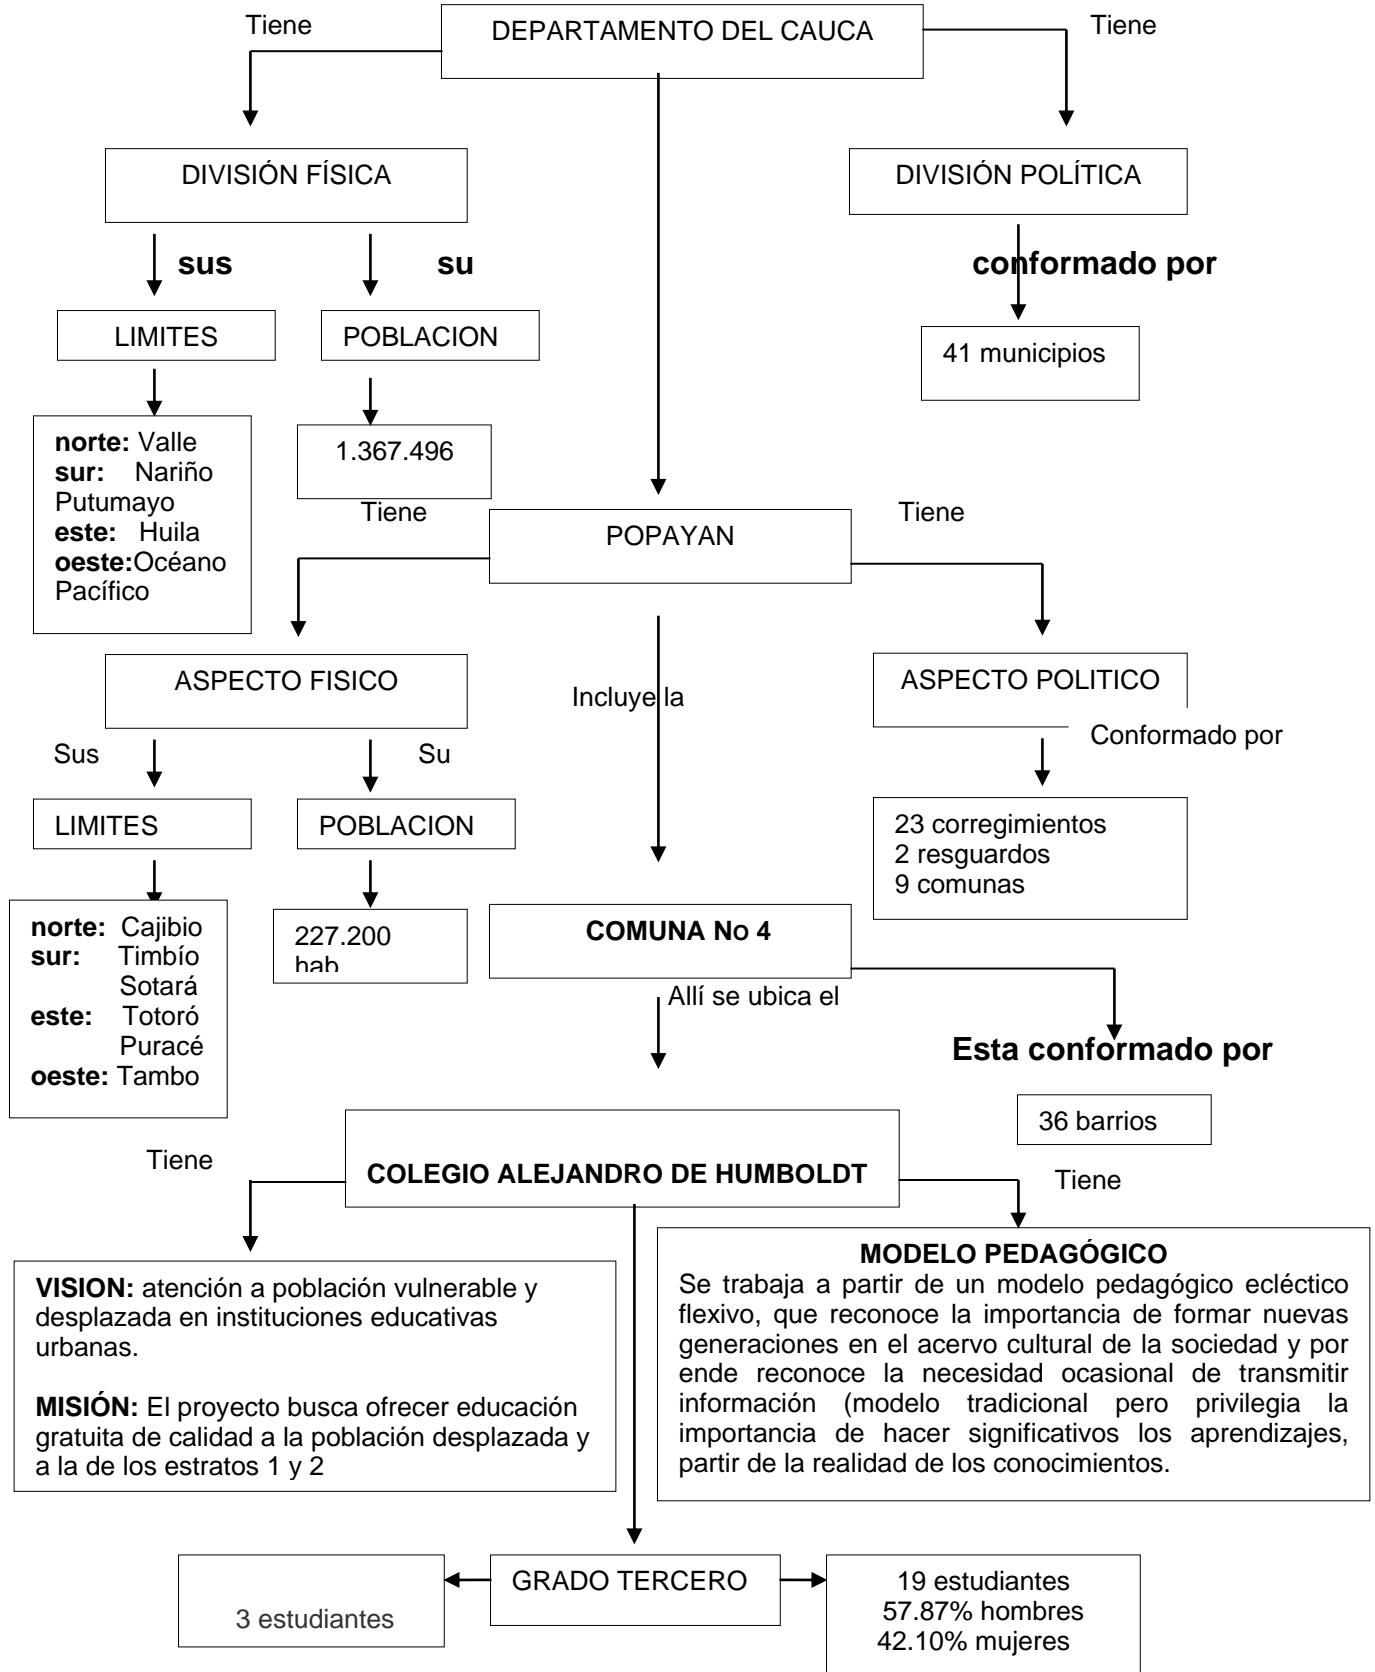 Tiene
DEPARTAMENTO DEL CAUCA
Tiene
DIVISIÓN FÍSICA
DIVISIÓN POLÍTICA
sus
su
conformado por
LIMITES
POBLACION
41 municipios
norte: Valle
sur: Nariño
Putumayo
este: Huila
oeste:Océano
Pacífico
1.367.496
Tiene
POPAYAN
Tiene
ASPECTO FISICO
Incluye la
ASPECTO POLITICO
Conformado por
Sus
Su
LIMITES
POBLACION
23 corregimientos
2 resguardos
9 comunas
norte: Cajibio
sur: Timbío
Sotará
este: Totoró
Puracé
oeste: Tambo
227.200
hab
COMUNA No 4
Allí se ubica el
Esta conformado por
36 barrios
Tiene
COLEGIO ALEJANDRO DE HUMBOLDT
Tiene
VISION: atención a población vulnerable y
desplazada en instituciones educativas
urbanas.
MISIÓN: El proyecto busca ofrecer educación
gratuita de calidad a la población desplazada y
a la de los estratos 1 y 2
MODELO PEDAGÓGICO
Se trabaja a partir de un modelo pedagógico ecléctico
flexivo, que reconoce la importancia de formar nuevas
generaciones en el acervo cultural de la sociedad y por
ende reconoce la necesidad ocasional de transmitir
información (modelo tradicional pero privilegia la
importancia de hacer significativos los aprendizajes,
partir de la realidad de los conocimientos.
3 estudiantes
GRADO TERCERO
19 estudiantes
57.87% hombres
42.10% mujeres